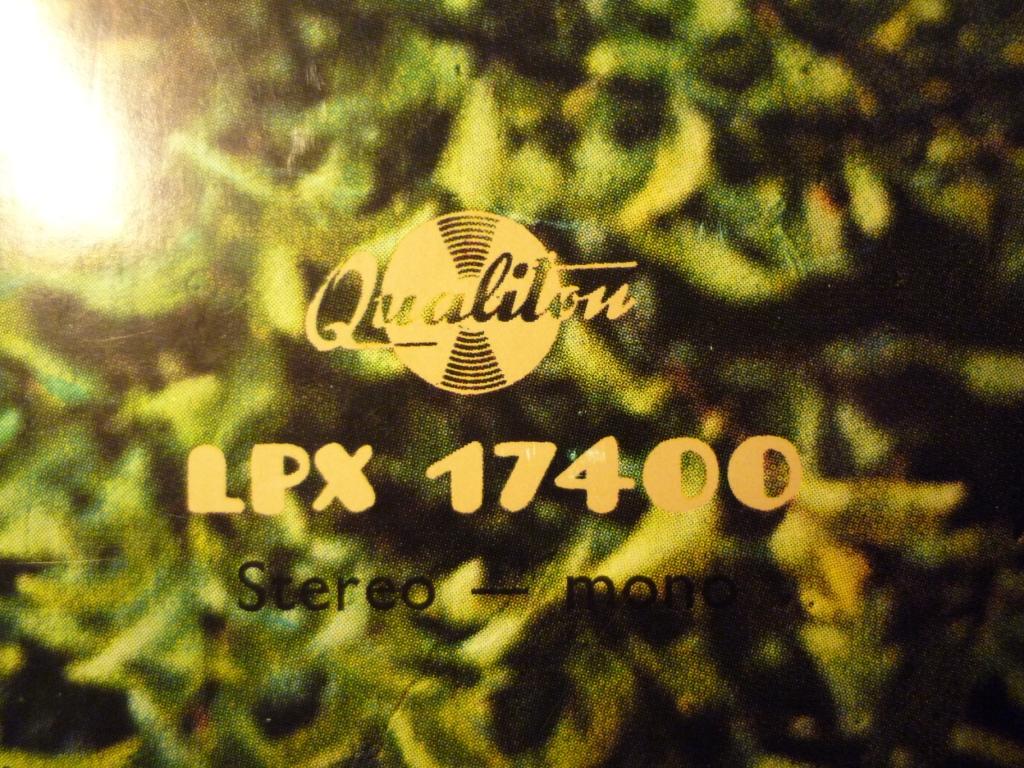 Qualiton
LPX 17400
Stereo — mono